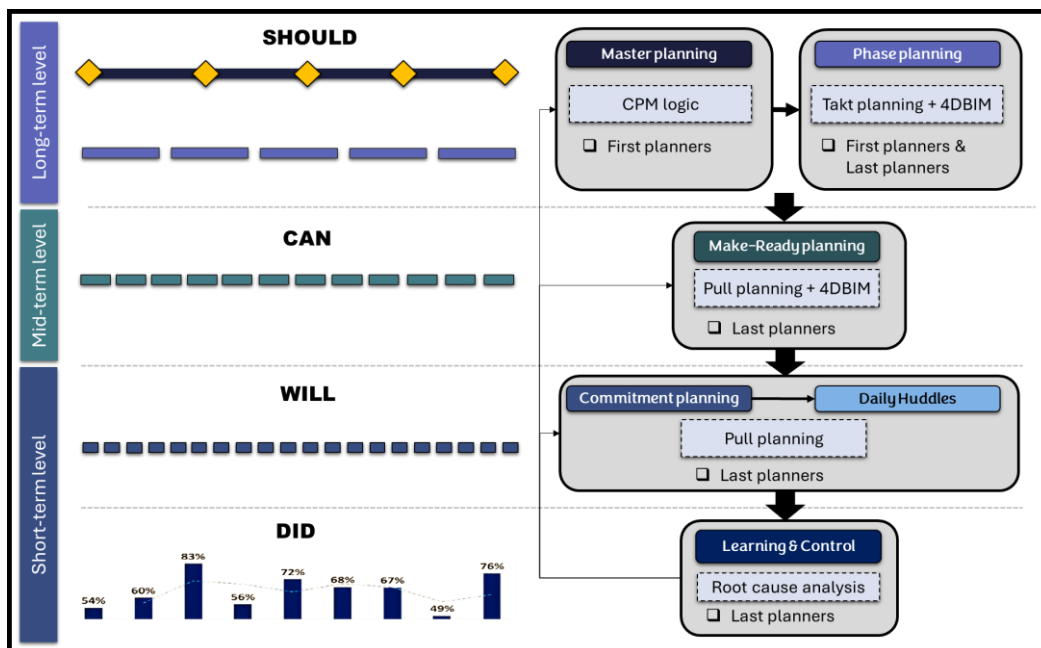 Long-term level
SHOULD
Master planning
CPM logic
First planners
Phase planning
Takt planning + 4DBIM
First planners &
Last planners
Mid-term level
CAN
Make-Ready planning
Pull planning + 4DBIM
Last planners
Short-term level
WILL
Commitment planning
Daily Huddles
Pull planning
Last planners
DID
54%
60%
83%
56%
72%
68%
67%
49%
76%
Learning & Control
Root cause analysis
Last planners